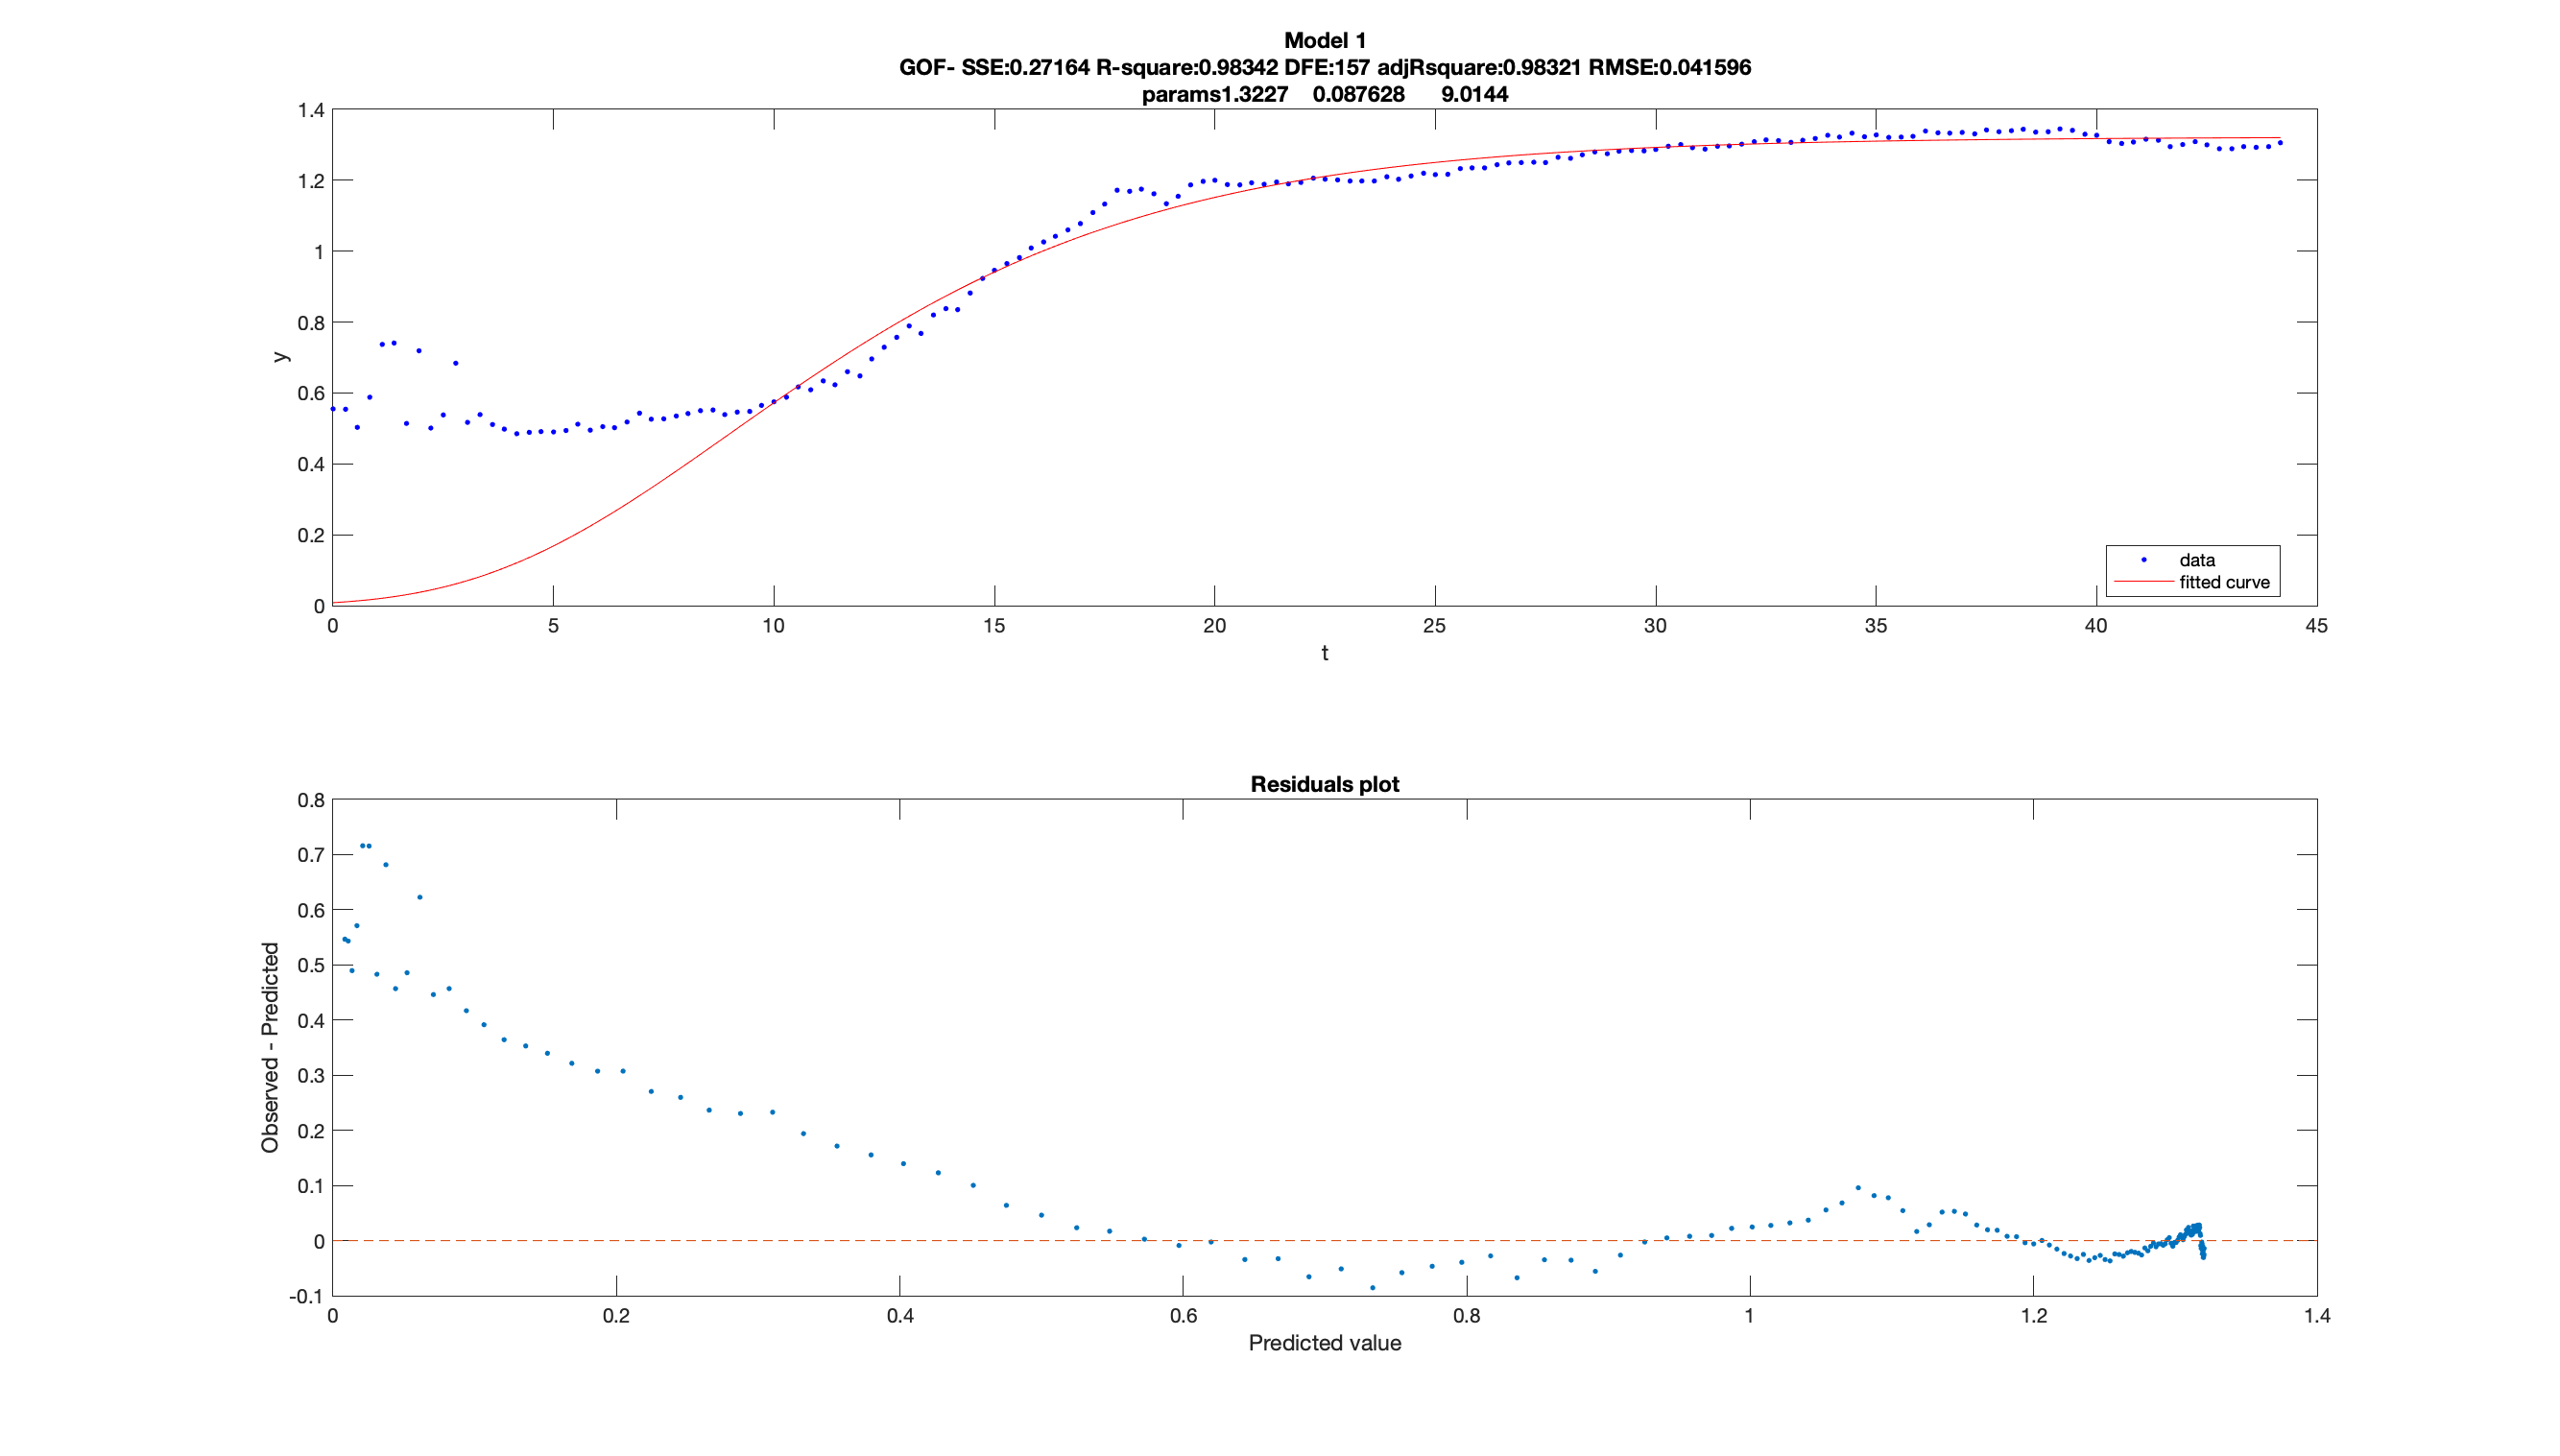 Model 1
GOF- SSE:0.27164 R-square:0.98342 DFE:157 adjRsquare:0.98321 RMSE:0.041596
params1.3227 0.087628 9.0144
1.4
1.2
1
0.8
0.6
0.4
0.2
0
y
0 5 10 15 20 25 30 35 40 45
t
data
fitted curve
Residuals plot
0.8
0.7
0.6
0.5
0.4
0.3
0.2
0.1
0
-0.1
Observed - Predicted
0 0.2 0.4 0.6 0.8 1 1.2 1.4
Predicted value